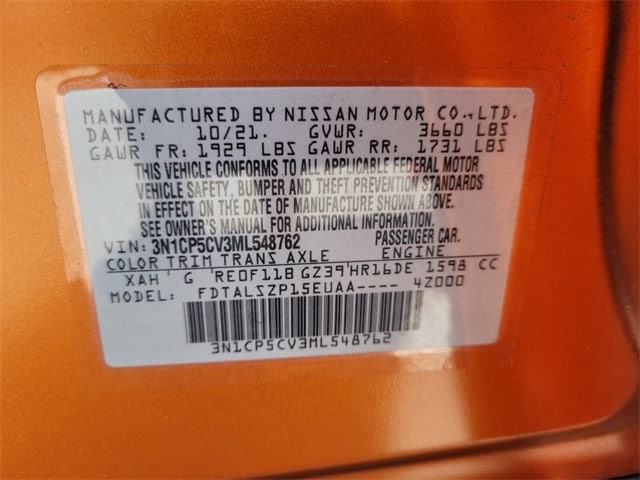 MANUFACTURED BY NISSAN MOTOR CO.,LTD.
DATE: 10/21. GVWR: 3660 LBS
GAWR FR: 1929 LBS GAWR RR: 1731 LBS
THIS VEHICLE CONFORMS TO ALL APPLICABLE FEDERAL MOTOR
VEHICLE SAFETY, BUMPER AND THEFT PREVENTION STANDARDS
IN EFFECT ON THE DATE OF MANUFACTURE SHOWN ABOVE.
SEE OWNER'S MANUAL FOR ADDITIONAL INFORMATION.
VIN: 3N1CP5CV3ML548762 PASSENGER CAR.
COLOR TRIM TRANS AXLE ENGINE
XAH G RE0F11B GZ39 HR16DE 1598 CC
MODEL: FDTALSZP15EUAA---- 4Z000
3N1CP5CV3ML548762